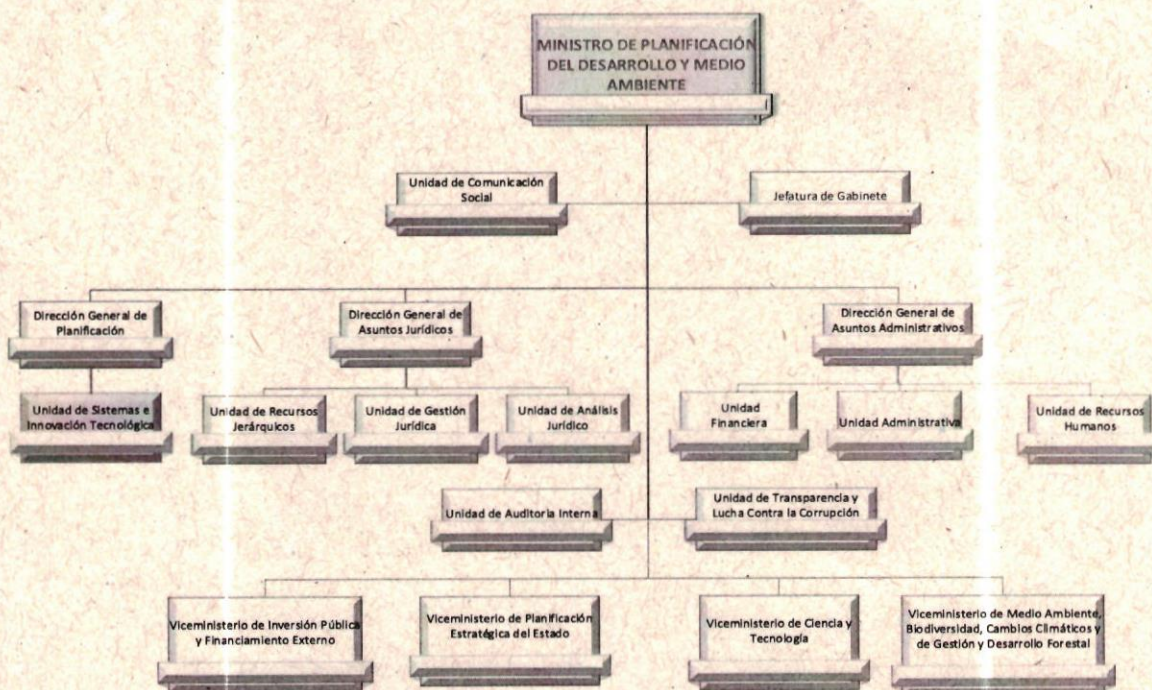 MINISTRO DE PLANIFICACIÓN
DEL DESARROLLO Y MEDIO
AMBIENTE
Unidad de Comunicación
Social
Jefatura de Gabinete
Dirección General de
Planificación
Dirección General de
Asuntos Jurídicos
Dirección General de
Asuntos Administrativos
Unidad de Sistemas e
Innovación Tecnológica
Unidad de Recursos
Jerárquicos
Unidad de Gestión
Jurídica
Unidad de Análisis
Jurídico
Unidad
Financiera
Unidad Administrativa
Unidad de Recursos
Humanos
Unidad de Auditoria Interna
Unidad de Transparencia y
Lucha Contra la Corrupción
Viceministerio de Inversión Pública
y Financiamiento Externo
Viceministerio de Planificación
Estratégica del Estado
Viceministerio de Ciencia y
Tecnología
Viceministerio de Medio Ambiente,
Biodiversidad, Cambios Climáticos y
de Gestión y Desarrollo Forestal